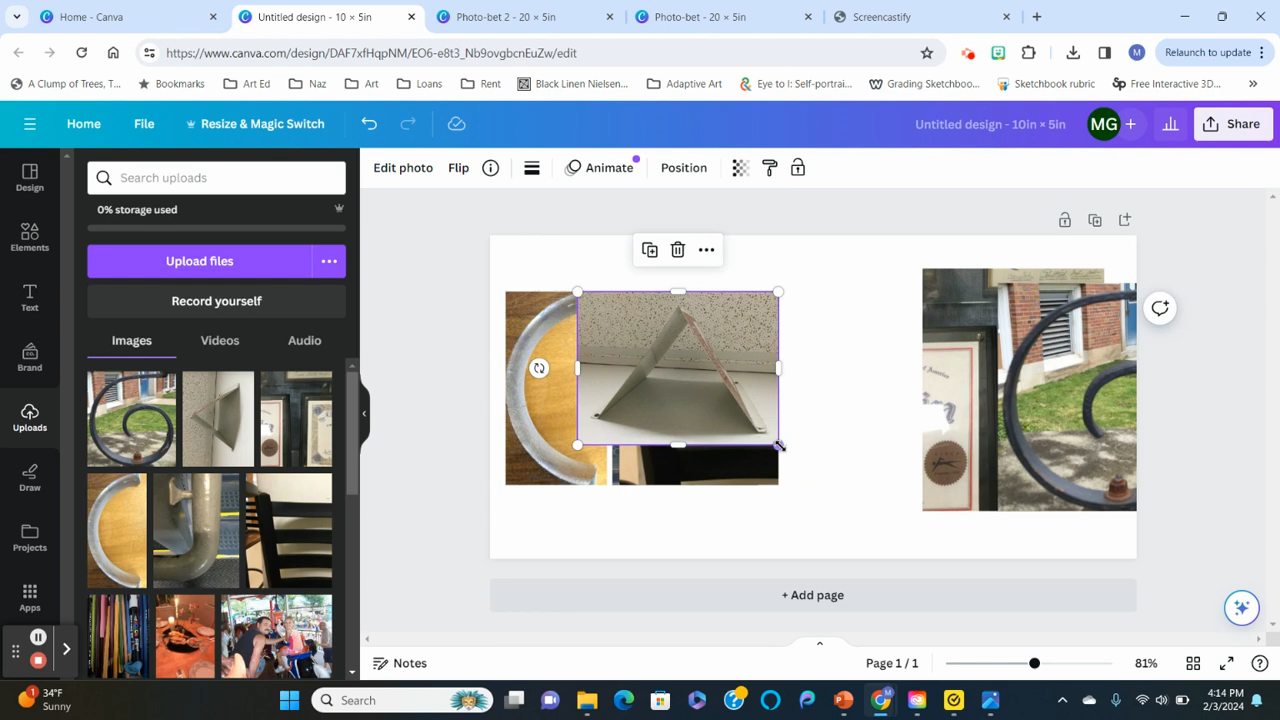 Home - Canva
Untitled design - 10 × 5in
Photo-bet 2 - 20 × 5in
Photo-bet - 20 × 5in
Screencastify
https://www.canva.com/design/DAF7xfHqpNM/EO6-e8t3_Nb9ovgbcnEuZw/edit
M
Relaunch to update
A Clump of Trees, T...
Bookmarks
Art Ed
Naz
Art
Loans
Rent
Black Linen Nielsen...
Adaptive Art
Eye to I: Self-portrai...
Grading Sketchboo...
Sketchbook rubric
Free Interactive 3D...
Home
File
Resize & Magic Switch
Untitled design - 10in × 5in
MG
Share
Design
Elements
Text
Brand
Uploads
Draw
Projects
Apps
Search uploads
0% storage used
Upload files
Record yourself
Images
Videos
Audio
Edit photo
Flip
Animate
Position
+ Add page
Notes
Page 1 / 1
81%
34°F
Sunny
Search
4:14 PM
2/3/2024